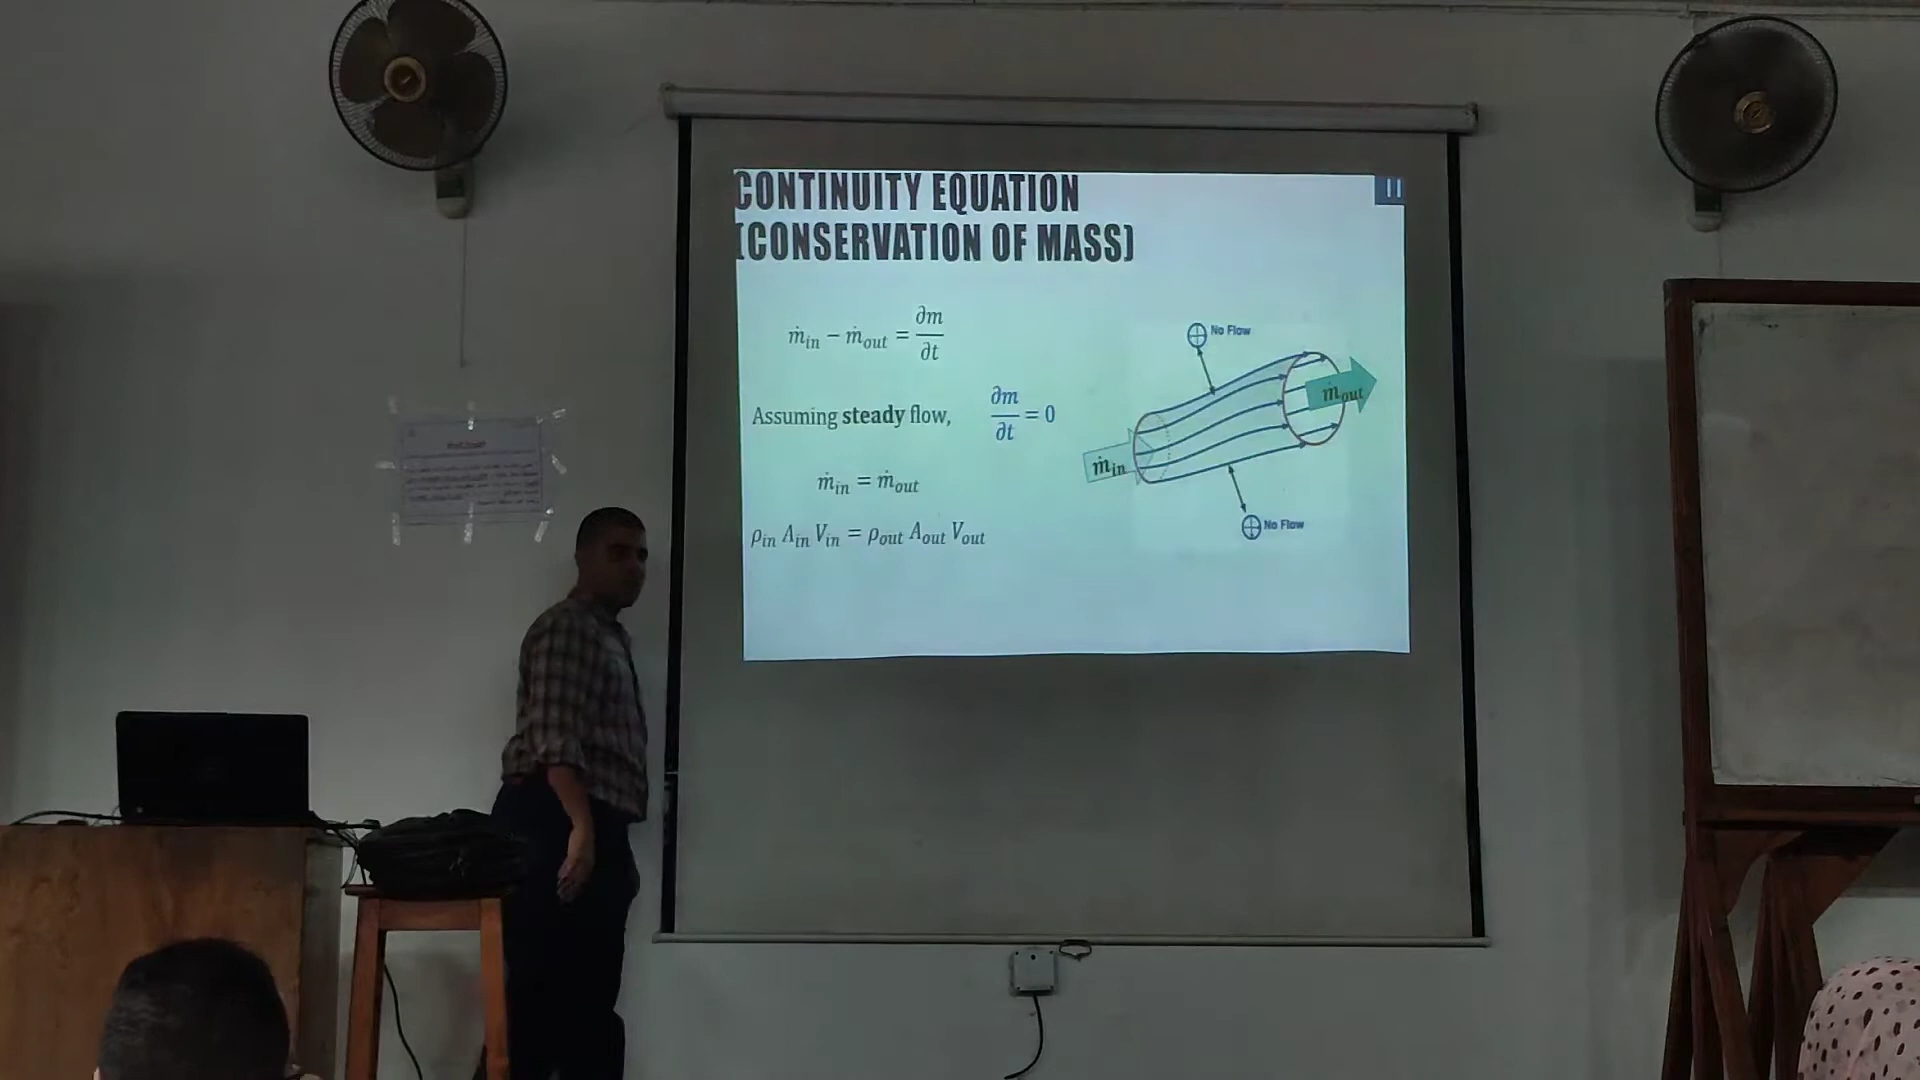 CONTINUITY EQUATION
(CONSERVATION OF MASS)
11
ṁin − ṁout = ∂m/∂t
Assuming steady flow, ∂m/∂t = 0
ṁin = ṁout
ρin Ain Vin = ρout Aout Vout
No Flow
ṁout
ṁin
No Flow